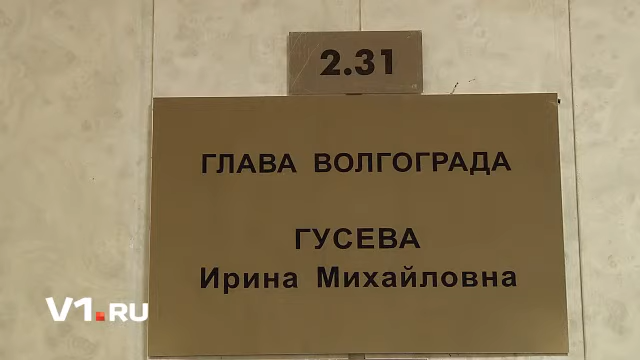 2.31
ГЛАВА ВОЛГОГРАДА
ГУСЕВА
Ирина Михайловна
V1.RU